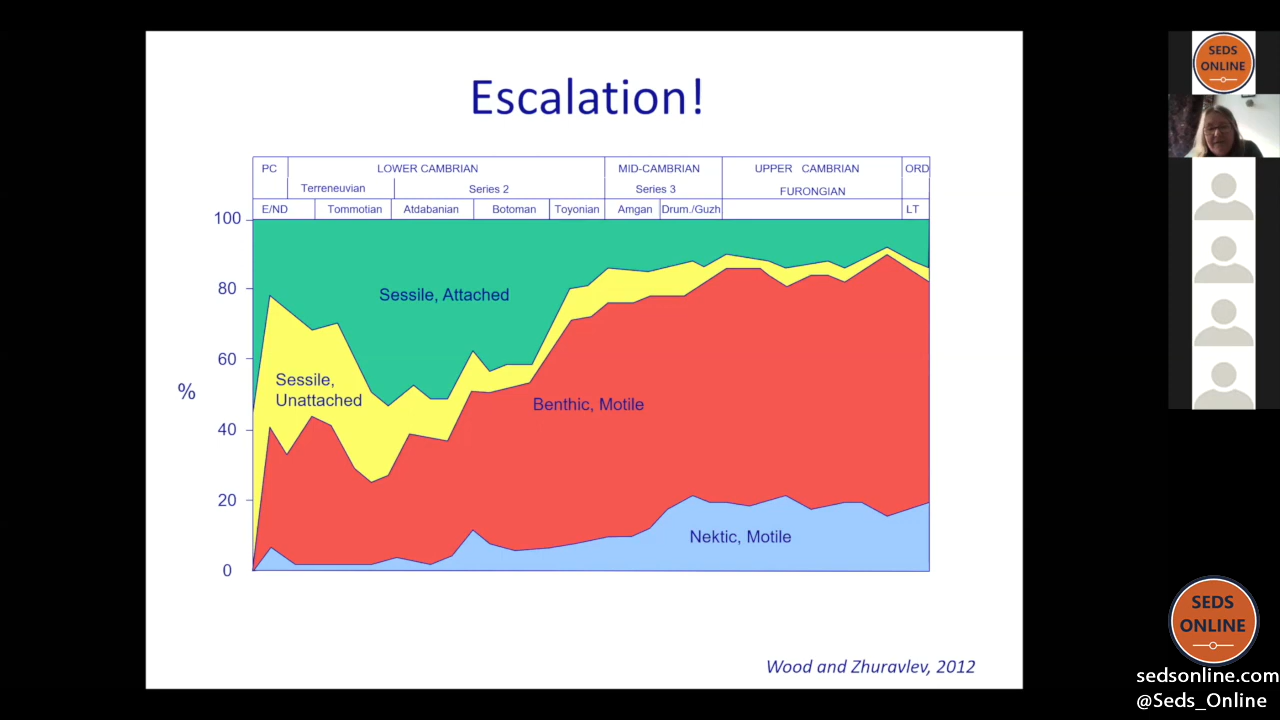 Escalation!
PC LOWER CAMBRIAN MID-CAMBRIAN UPPER CAMBRIAN ORD
Terreneuvian Series 2 Series 3 FURONGIAN
E/ND Tommotian Atdabanian Botoman Toyonian Amgan Drum./Guzh LT
100
80
60
40
20
0
%
Sessile, Attached
Sessile,
Unattached
Benthic, Motile
Nektic, Motile
Wood and Zhuravlev, 2012
SEDS
ONLINE
SEDS
ONLINE
sedsonline.com
@Seds_Online